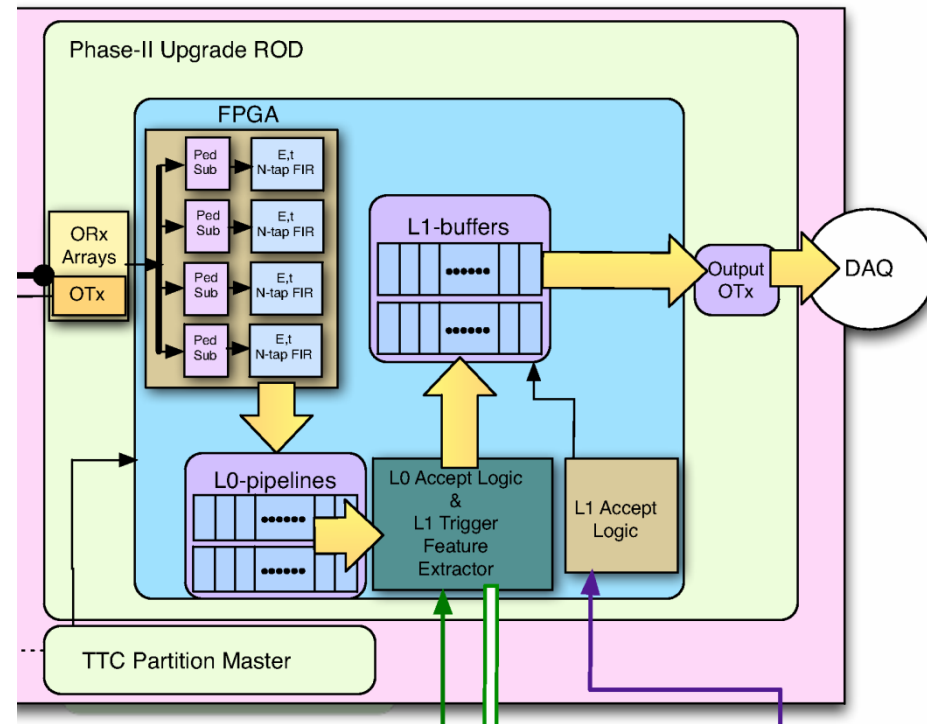 Phase-II Upgrade ROD
FPGA
Ped
Sub
E,t
N-tap FIR
Ped
Sub
E,t
N-tap FIR
Ped
Sub
E,t
N-tap FIR
Ped
Sub
E,t
N-tap FIR
ORx
Arrays
OTx
L1-buffers
Output
OTx
DAQ
L0-pipelines
L0 Accept Logic
&
L1 Trigger
Feature
Extractor
L1 Accept
Logic
TTC Partition Master